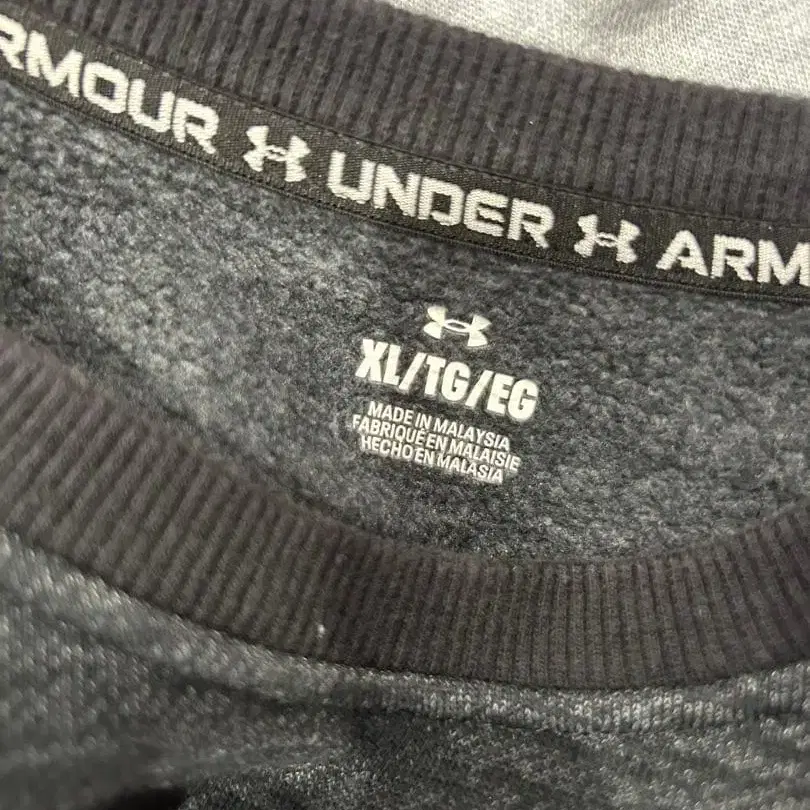 RMOUR UNDER ARM
XL/TG/EG
MADE IN MALAYSIA
FABRIQUÉ EN MALAISIE
HECHO EN MALASIA